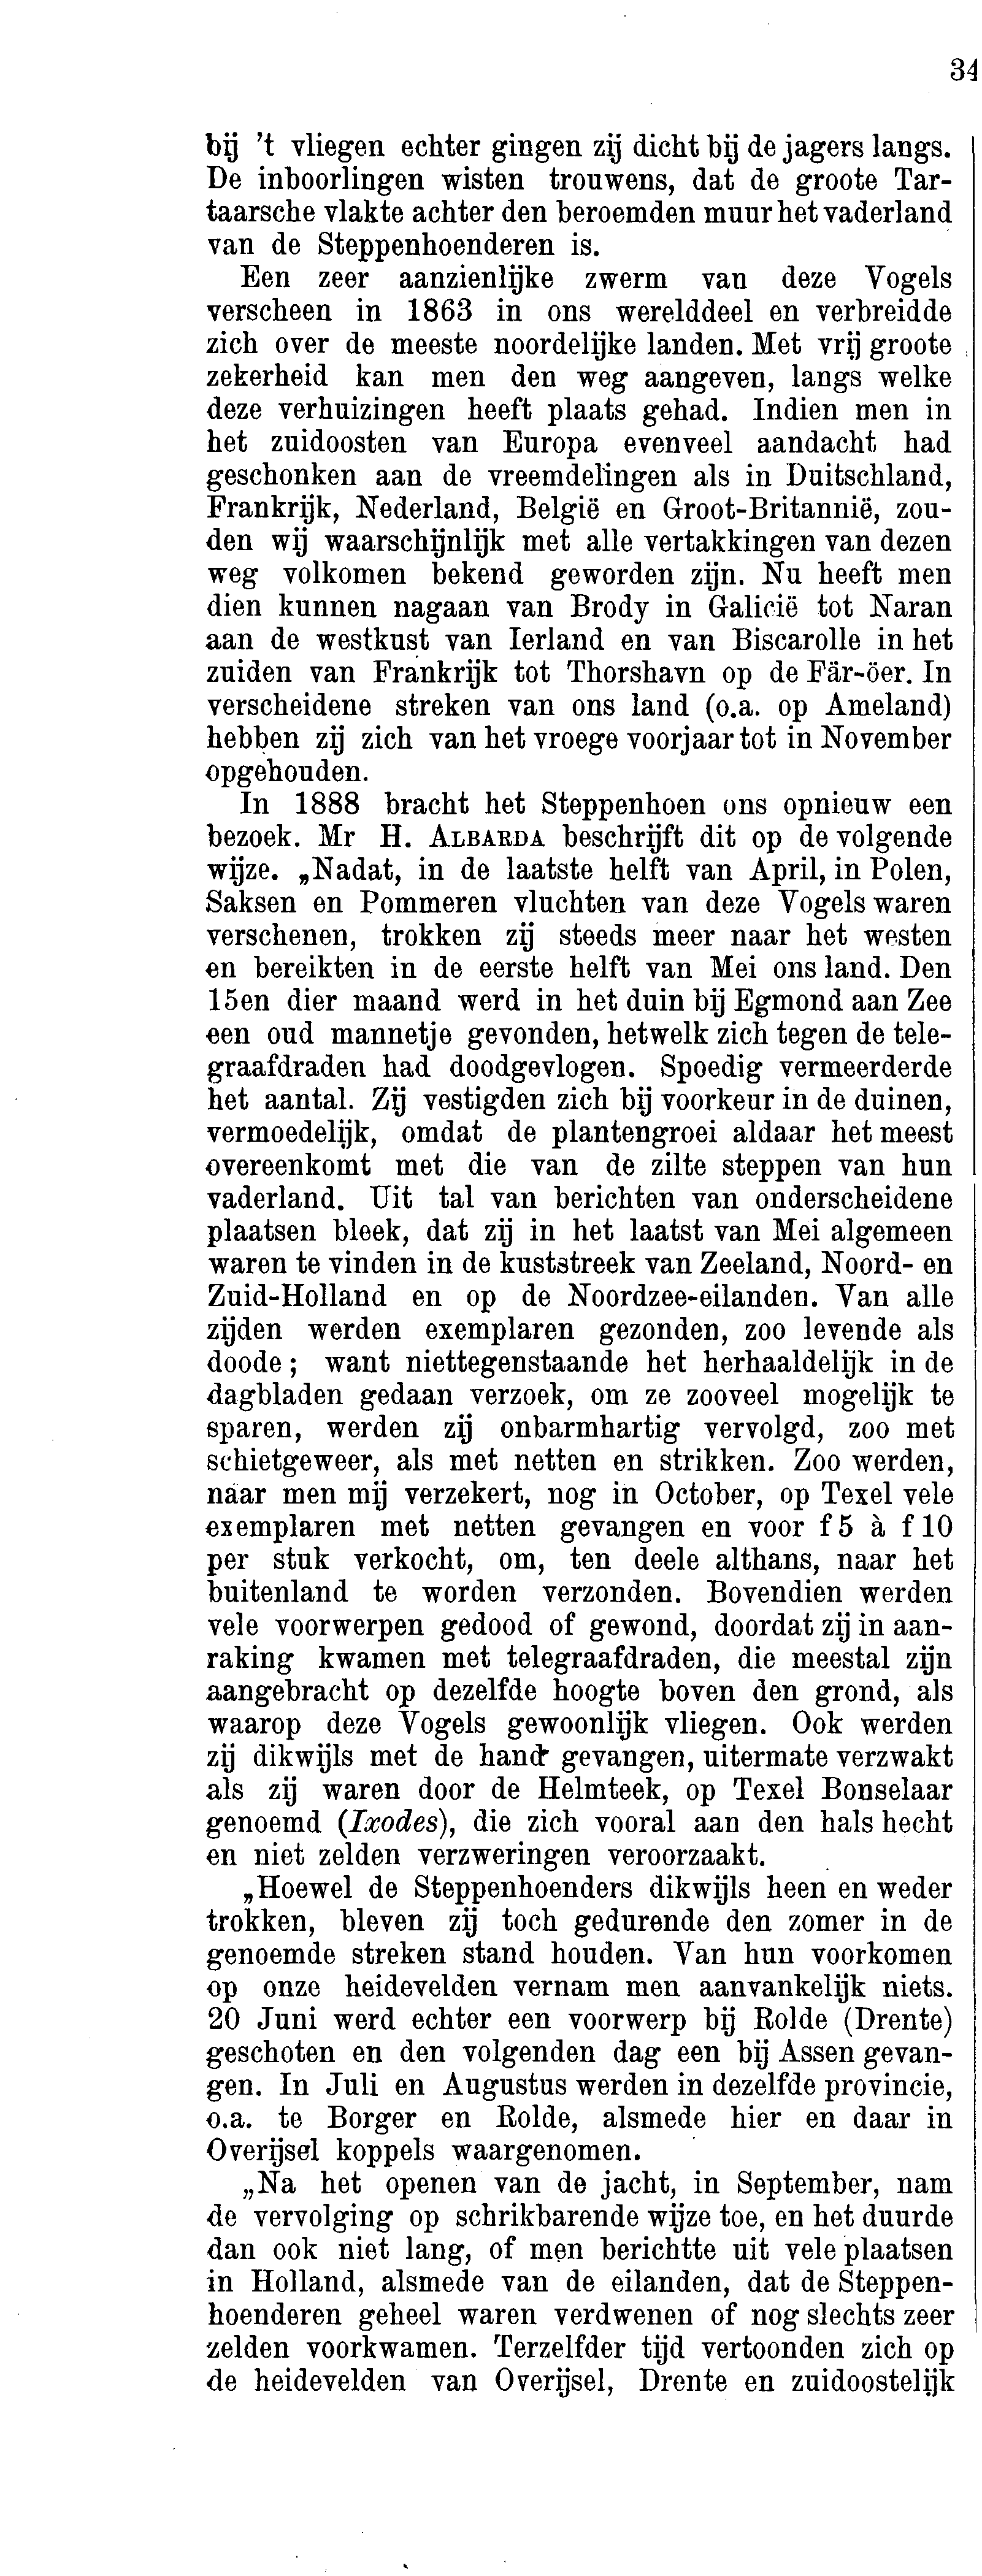 34
bij 't vliegen echter gingen zij dicht bij de jagers langs.
De inboorlingen wisten trouwens, dat de groote Tar-
taarsche vlakte achter den beroemden muur het vaderland
van de Steppenhoenderen is.
Een zeer aanzienlijke zwerm van deze Vogels
verscheen in 1863 in ons werelddeel en verbreidde
zich over de meeste noordelijke landen. Met vrij groote
zekerheid kan men den weg aangeven, langs welke
deze verhuizingen heeft plaats gehad. Indien men in
het zuidoosten van Europa evenveel aandacht had
geschonken aan de vreemdelingen als in Duitschland,
Frankrijk, Nederland, België en Groot-Britannië, zou-
den wij waarschijnlijk met alle vertakkingen van dezen
weg volkomen bekend geworden zijn. Nu heeft men
dien kunnen nagaan van Brody in Galicië tot Naran
aan de westkust van Ierland en van Biscarolle in het
zuiden van Frankrijk tot Thorshavn op de Fär-öer. In
verscheidene streken van ons land (o.a. op Ameland)
hebben zij zich van het vroege voorjaar tot in November
opgehouden.
In 1888 bracht het Steppenhoen ons opnieuw een
bezoek. Mr H. ALBARDA beschrijft dit op de volgende
wijze. „Nadat, in de laatste helft van April, in Polen,
Saksen en Pommeren vluchten van deze Vogels waren
verschenen, trokken zij steeds meer naar het westen
en bereikten in de eerste helft van Mei ons land. Den
15en dier maand werd in het duin bij Egmond aan Zee
een oud mannetje gevonden, hetwelk zich tegen de tele-
graafdraden had doodgevlogen. Spoedig vermeerderde
het aantal. Zij vestigden zich bij voorkeur in de duinen,
vermoedelijk, omdat de plantengroei aldaar het meest
overeenkomt met die van de zilte steppen van hun
vaderland. Uit tal van berichten van onderscheidene
plaatsen bleek, dat zij in het laatst van Mei algemeen
waren te vinden in de kuststreek van Zeeland, Noord- en
Zuid-Holland en op de Noordzee-eilanden. Van alle
zijden werden exemplaren gezonden, zoo levende als
doode; want niettegenstaande het herhaaldelijk in de
dagbladen gedaan verzoek, om ze zooveel mogelijk te
sparen, werden zij onbarmhartig vervolgd, zoo met
schietgeweer, als met netten en strikken. Zoo werden,
naar men mij verzekert, nog in October, op Texel vele
exemplaren met netten gevangen en voor f 5 à f 10
per stuk verkocht, om, ten deele althans, naar het
buitenland te worden verzonden. Bovendien werden
vele voorwerpen gedood of gewond, doordat zij in aan-
raking kwamen met telegraafdraden, die meestal zijn
aangebracht op dezelfde hoogte boven den grond, als
waarop deze Vogels gewoonlijk vliegen. Ook werden
zij dikwijls met de hand gevangen, uitermate verzwakt
als zij waren door de Helmteek, op Texel Bonselaar
genoemd (Ixodes), die zich vooral aan den hals hecht
en niet zelden verzweringen veroorzaakt.
„Hoewel de Steppenhoenders dikwijls heen en weder
trokken, bleven zij toch gedurende den zomer in de
genoemde streken stand houden. Van hun voorkomen
op onze heidevelden vernam men aanvankelijk niets.
20 Juni werd echter een voorwerp bij Rolde (Drente)
geschoten en den volgenden dag een bij Assen gevan-
gen. In Juli en Augustus werden in dezelfde provincie,
o.a. te Borger en Rolde, alsmede hier en daar in
Overijsel koppels waargenomen.
„Na het openen van de jacht, in September, nam
de vervolging op schrikbarende wijze toe, en het duurde
dan ook niet lang, of men berichtte uit vele plaatsen
in Holland, alsmede van de eilanden, dat de Steppen-
hoenderen geheel waren verdwenen of nog slechts zeer
zelden voorkwamen. Terzelfder tijd vertoonden zich op
de heidevelden van Overijsel, Drente en zuidoostelijk